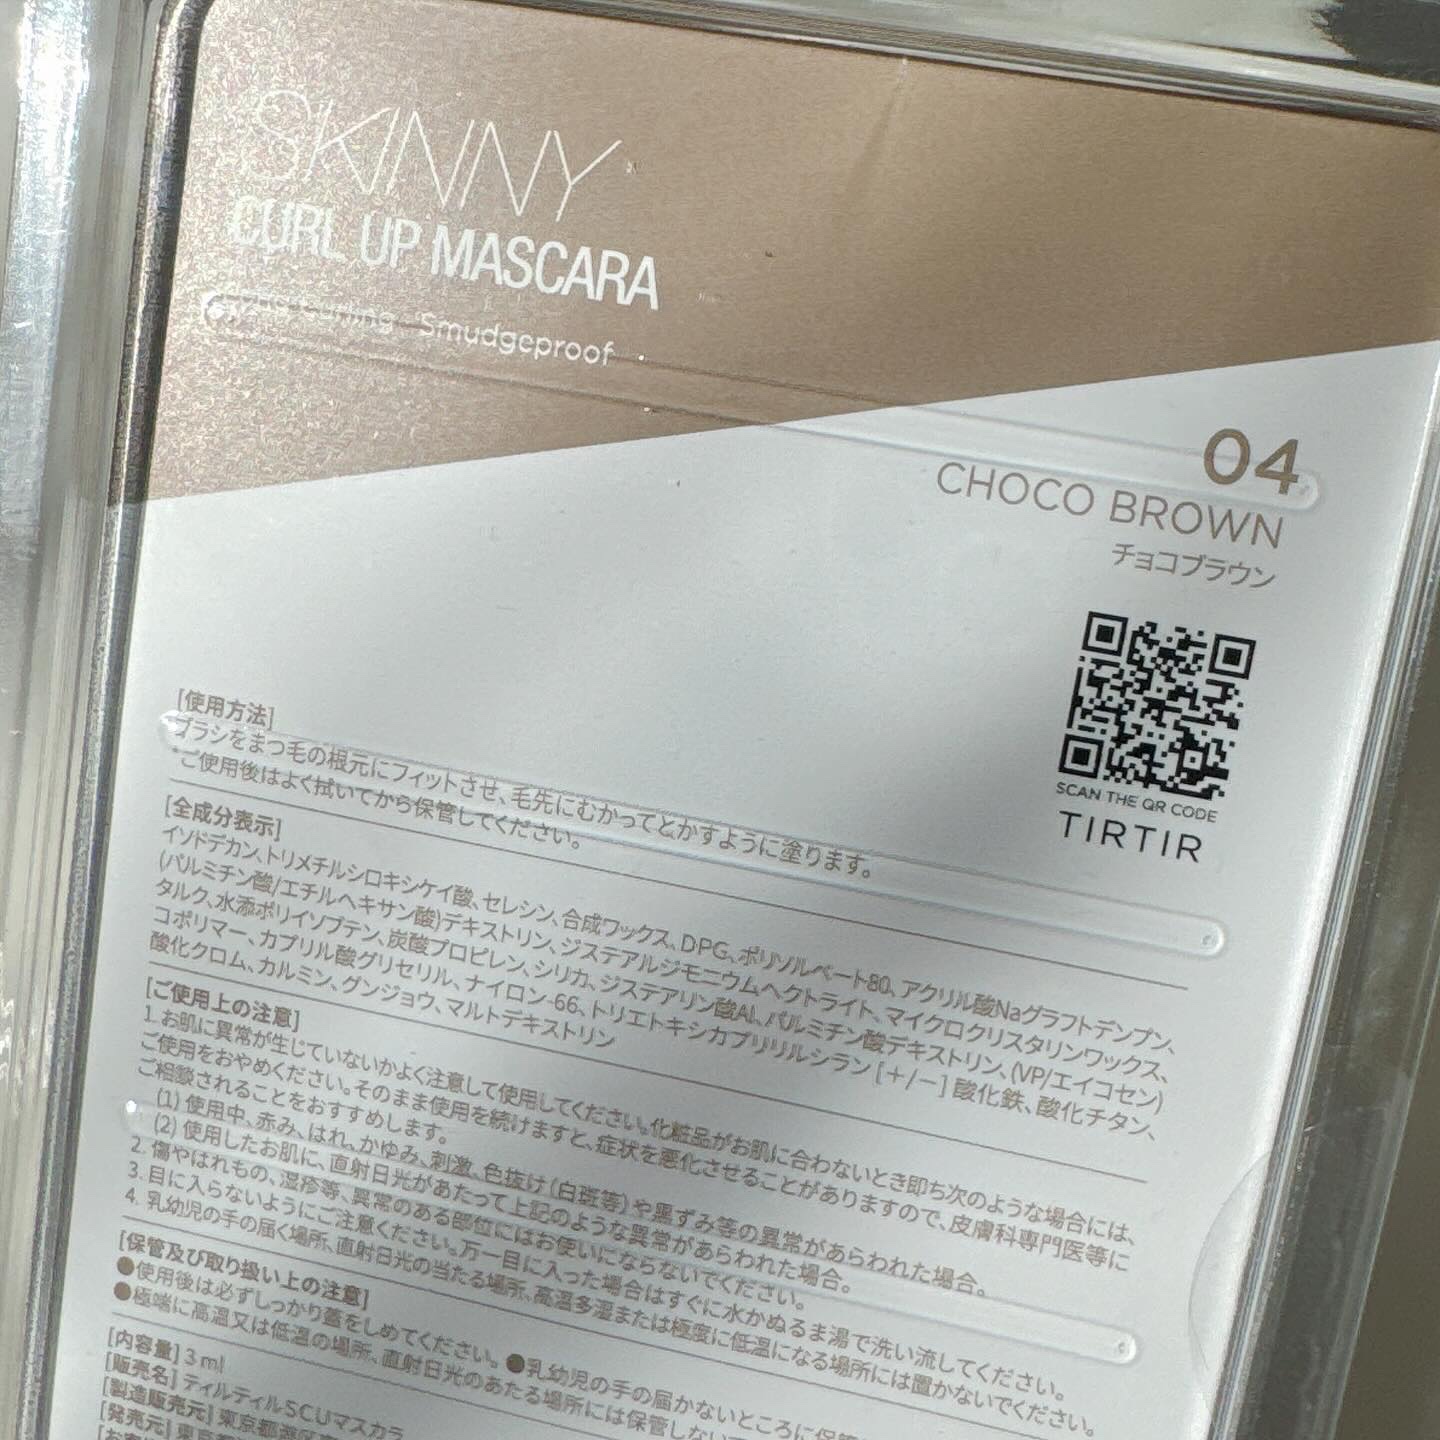 SKINNY
CURL UP MASCARA
curling · Smudgeproof
04
CHOCO BROWN
チョコブラウン
SCAN THE QR CODE
TIRTIR
[使用方法]
ブラシをまつ毛の根元にフィットさせ、毛先にむかってとかすように塗ります。
*ご使用後はよく拭いてから保管してください。
[全成分表示]
イソドデカン、トリメチルシロキシケイ酸、セレシン、合成ワックス、DPG、ポリソルベート80、アクリル酸Naグラフトデンプン、
(パルミチン酸/エチルヘキサン酸)デキストリン、ジステアルジモニウムヘクトライト、マイクロクリスタリンワックス、
タルク、水添ポリイソブテン、炭酸プロピレン、シリカ、ジステアリン酸Al、パルミチン酸デキストリン、(VP/エイコセン)
コポリマー、カプリル酸グリセリル、ナイロン-66、トリエトキシカプリリルシラン [+/−] 酸化鉄、酸化チタン、
酸化クロム、カルミン、グンジョウ、マルトデキストリン
[ご使用上の注意]
1. お肌に異常が生じていないかよく注意して使用してください。化粧品がお肌に合わないとき即ち次のような場合には、
ご使用をおやめください。そのまま使用を続けますと、症状を悪化させることがありますので、皮膚科専門医等に
ご相談されることをおすすめします。
(1) 使用中、赤み、はれ、かゆみ、刺激、色抜け(白斑等)や黒ずみ等の異常があらわれた場合。
(2) 使用したお肌に、直射日光があたって上記のような異常があらわれた場合。
2. 傷やはれもの、湿疹等、異常のある部位にはお使いにならないでください。
3. 目に入らないようにご注意ください。万一目に入った場合はすぐに水かぬるま湯で洗い流してください。
4. 乳幼児の手の届く場所、直射日光の当たる場所、高温多湿または極度に低温になる場所には置かないでください。
[保管及び取り扱い上の注意]
●使用後は必ずしっかり蓋をしめてください。 ●乳幼児の手の届かないところに保管
●極端に高温又は低温の場所、直射日光のあたる場所には保管しない
[内容量] 3ml
[販売名] ティルティルSCUマスカラ
[製造販売元] 東京都港区
[発売元] 東京都